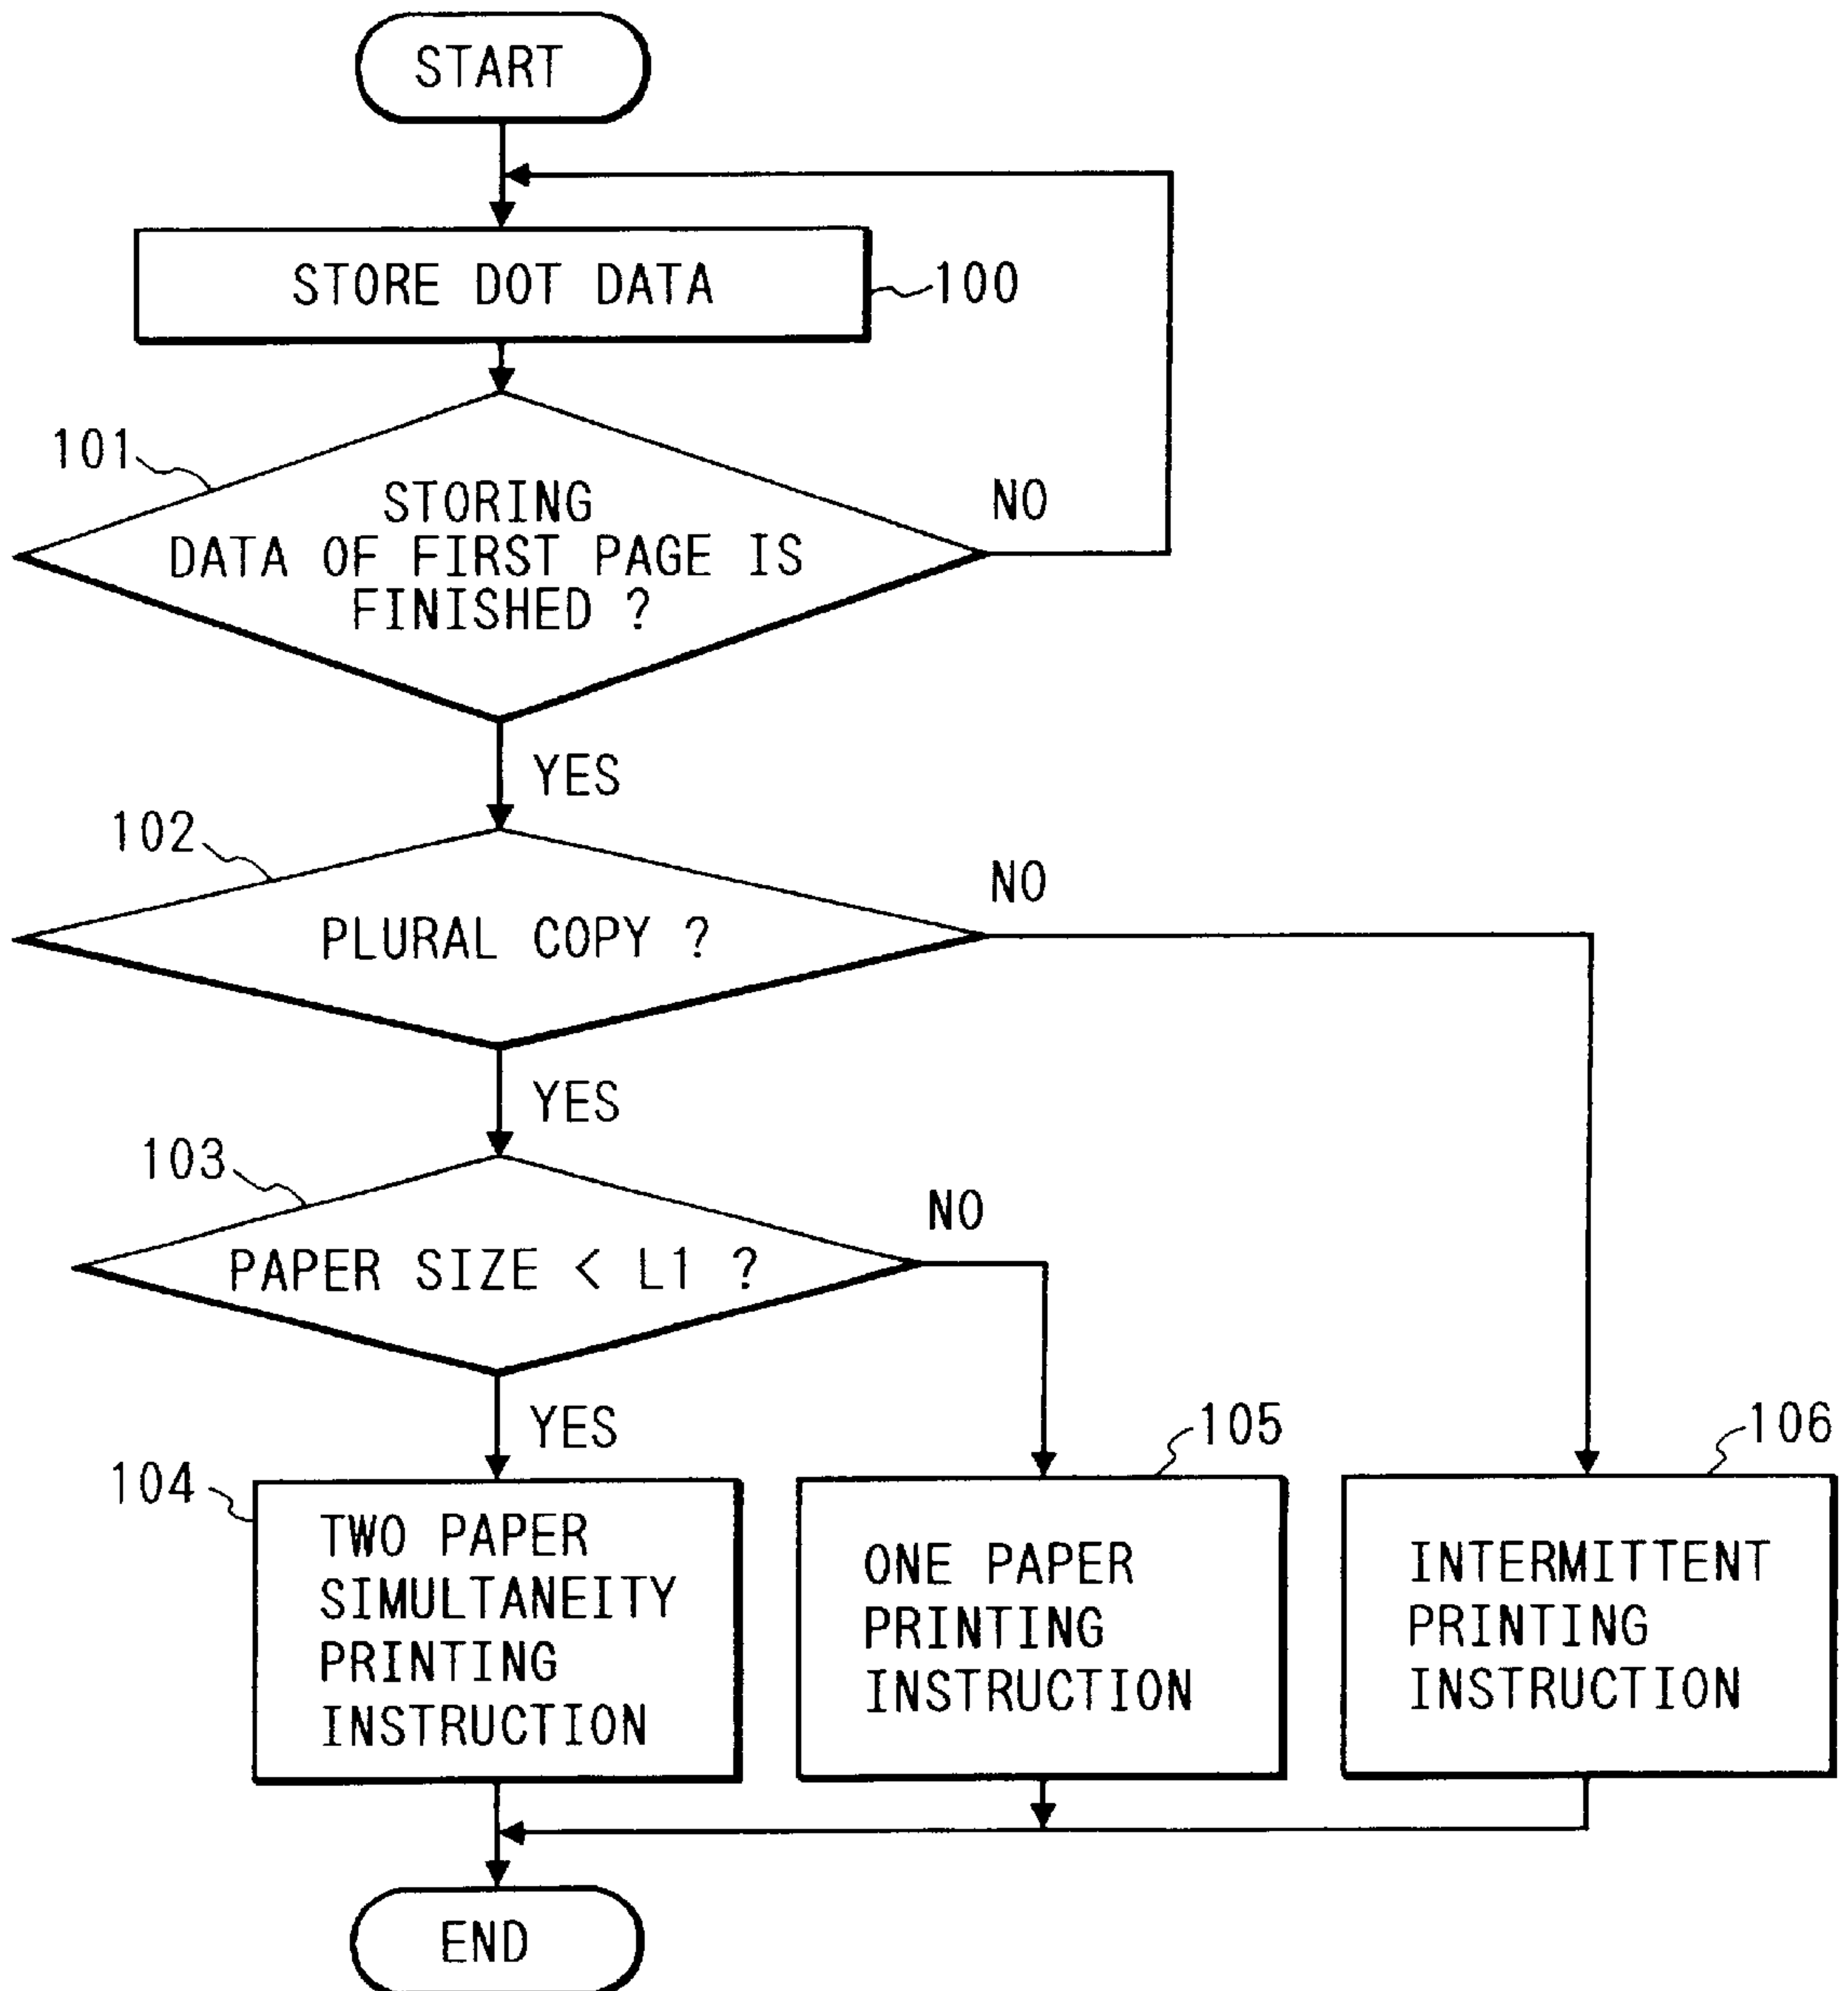 START
STORE DOT DATA
100
101
STORING
DATA OF FIRST PAGE IS
FINISHED ?
NO
YES
102
PLURAL COPY ?
NO
YES
103
PAPER SIZE < L1 ?
NO
YES
104
TWO PAPER
SIMULTANEITY
PRINTING
INSTRUCTION
105
ONE PAPER
PRINTING
INSTRUCTION
106
INTERMITTENT
PRINTING
INSTRUCTION
END